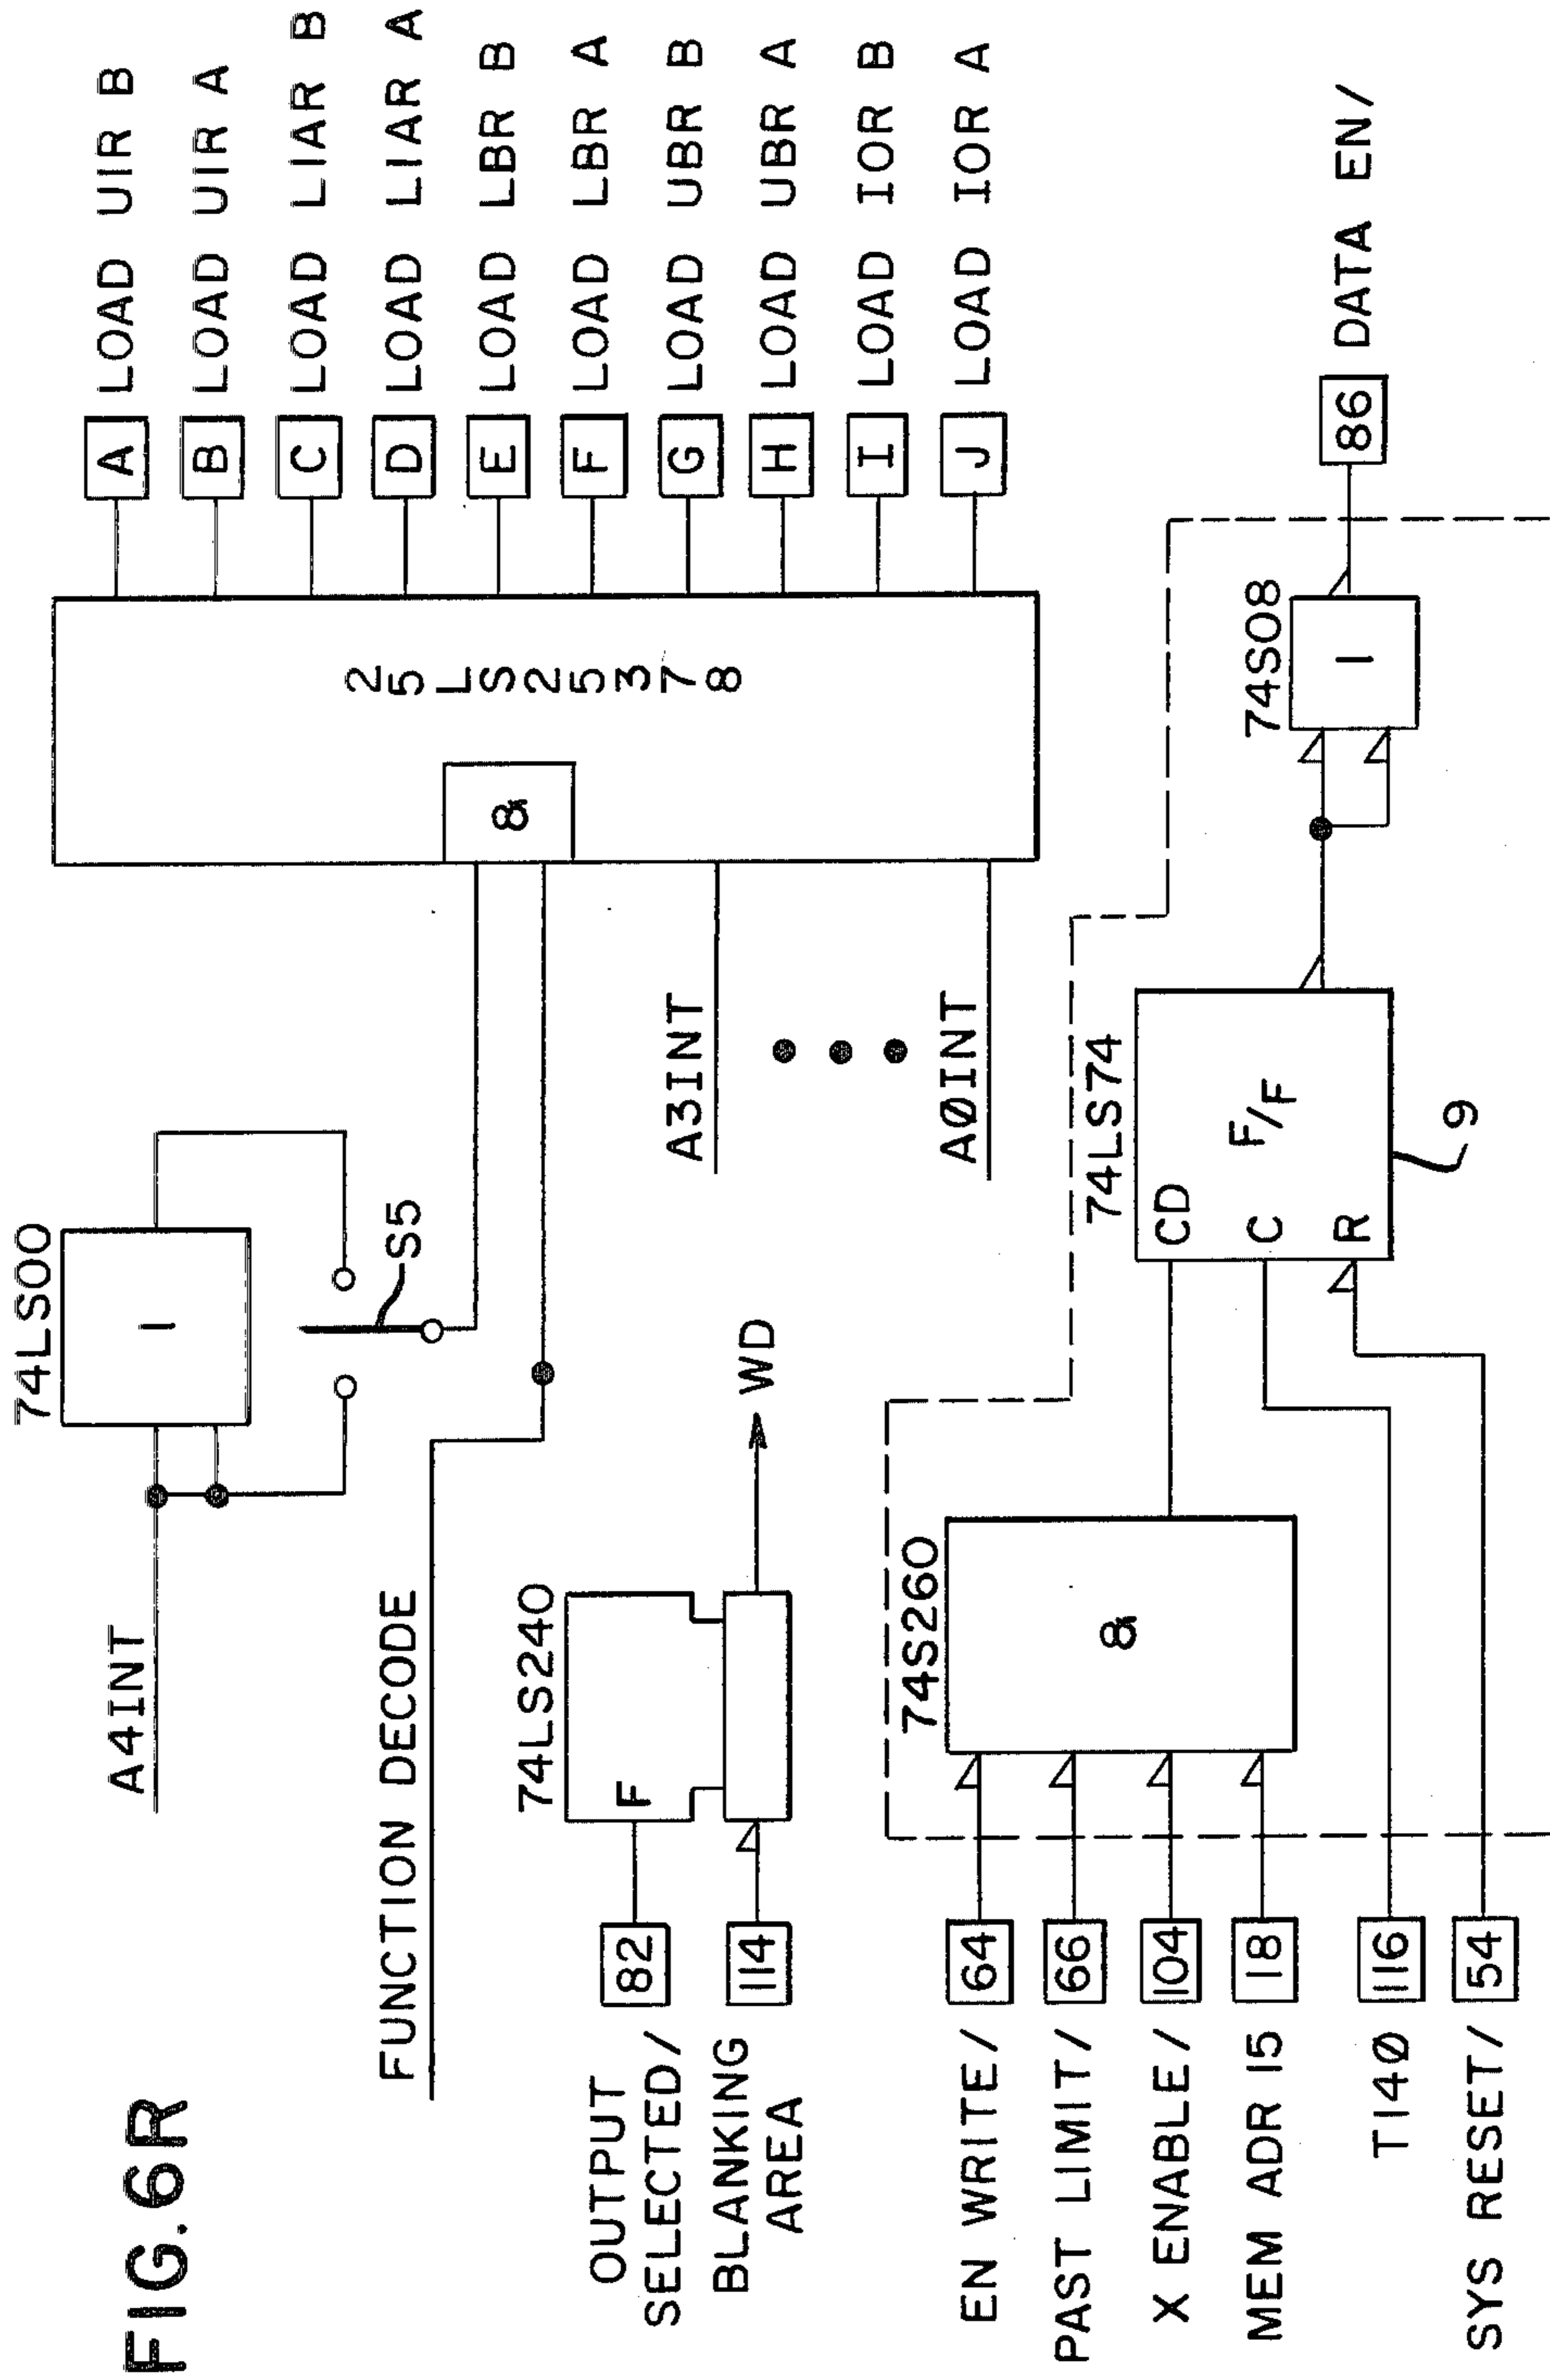 FIG. 6R
A4INT
74LS00
1
S5
FUNCTION DECODE
25LS2537 8
&
A3INT
A0INT
A LOAD UIR B
B LOAD UIR A
C LOAD LIAR B
D LOAD LIAR A
E LOAD LBR B
F LOAD LBR A
G LOAD UBR B
H LOAD UBR A
I LOAD IOR B
J LOAD IOR A
OUTPUT
SELECTED/
82
BLANKING
AREA
114
74LS240
F
WD
EN WRITE/ 64
PAST LIMIT/ 66
X ENABLE/ 104
MEM ADR 15 18
T140 116
SYS RESET/ 54
74S260
&
74LS74
CD
C
F/F
R
9
74S08
1
86 DATA EN/